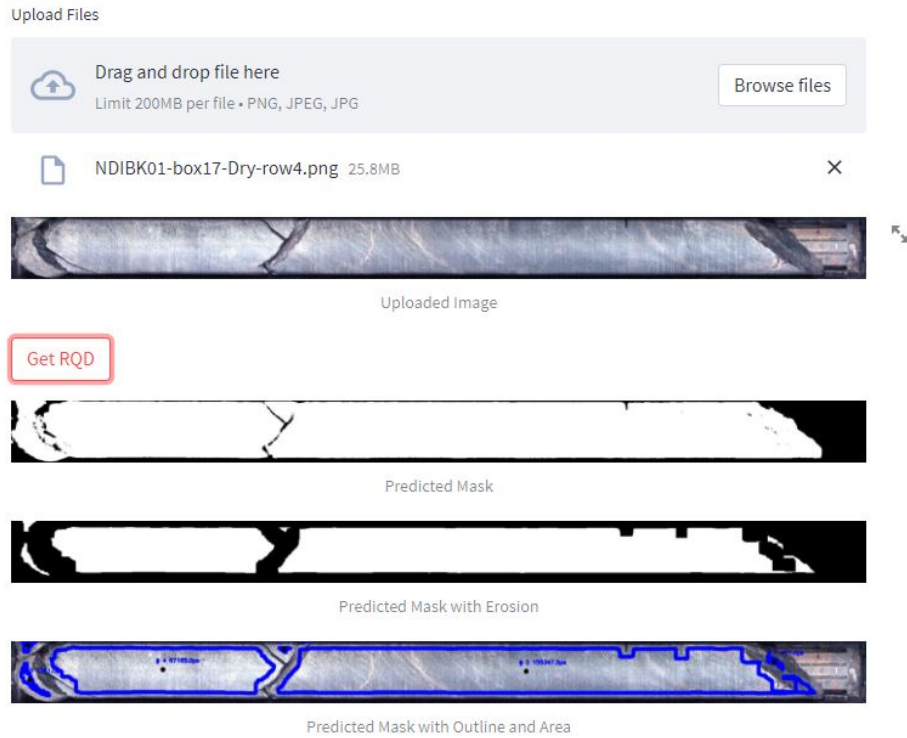 Upload Files
Drag and drop file here
Limit 200MB per file • PNG, JPEG, JPG
Browse files
NDIBK01-box17-Dry-row4.png 25.8MB
Uploaded Image
Get RQD
Predicted Mask
Predicted Mask with Erosion
Predicted Mask with Outline and Area